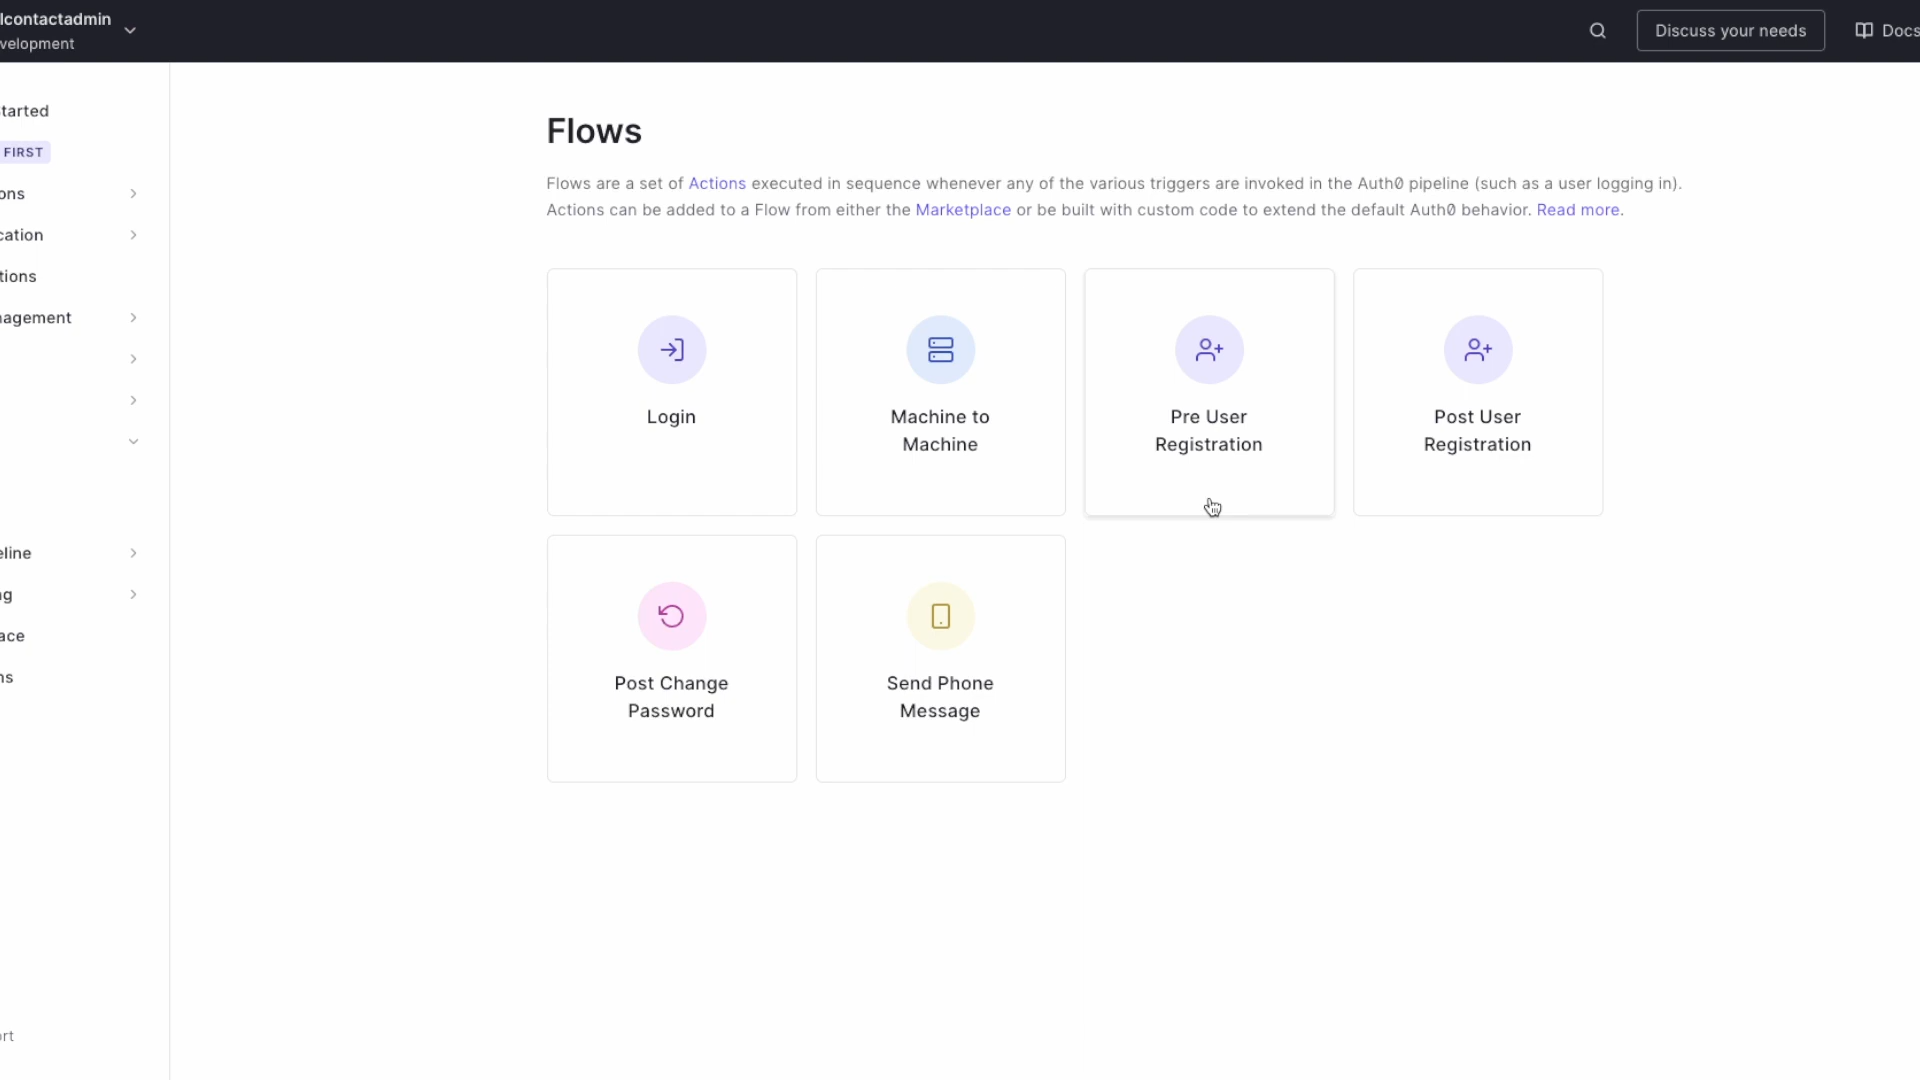 lcontactadmin
velopment
Discuss your needs
Docs
Started
FIRST
ons
cation
tions
nagement
eline
ng
ace
ns
ort
Flows
Flows are a set of Actions executed in sequence whenever any of the various triggers are invoked in the Auth0 pipeline (such as a user logging in).
Actions can be added to a Flow from either the Marketplace or be built with custom code to extend the default Auth0 behavior. Read more.
Login
Machine to
Machine
Pre User
Registration
Post User
Registration
Post Change
Password
Send Phone
Message